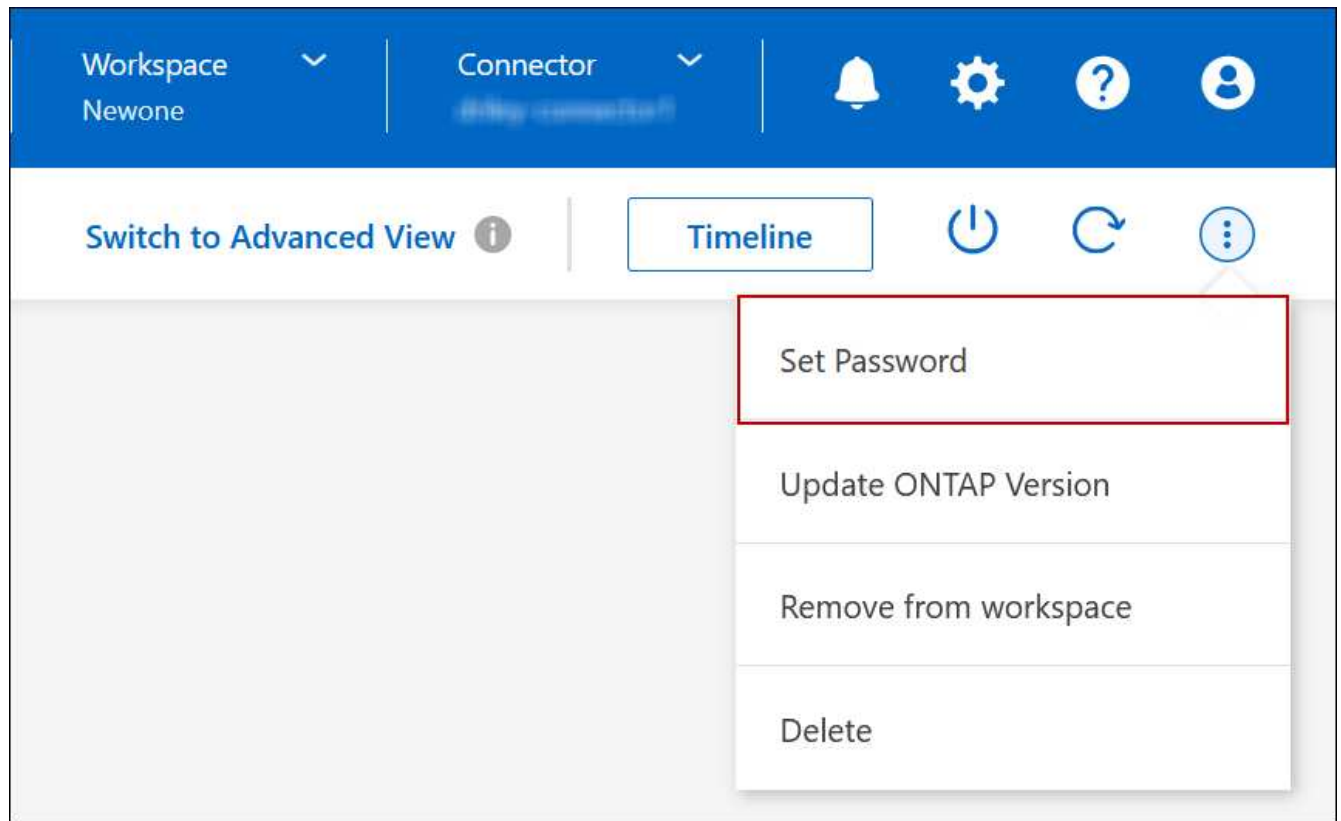 Workspace
Newone
Connector
Switch to Advanced View
Timeline
Set Password
Update ONTAP Version
Remove from workspace
Delete